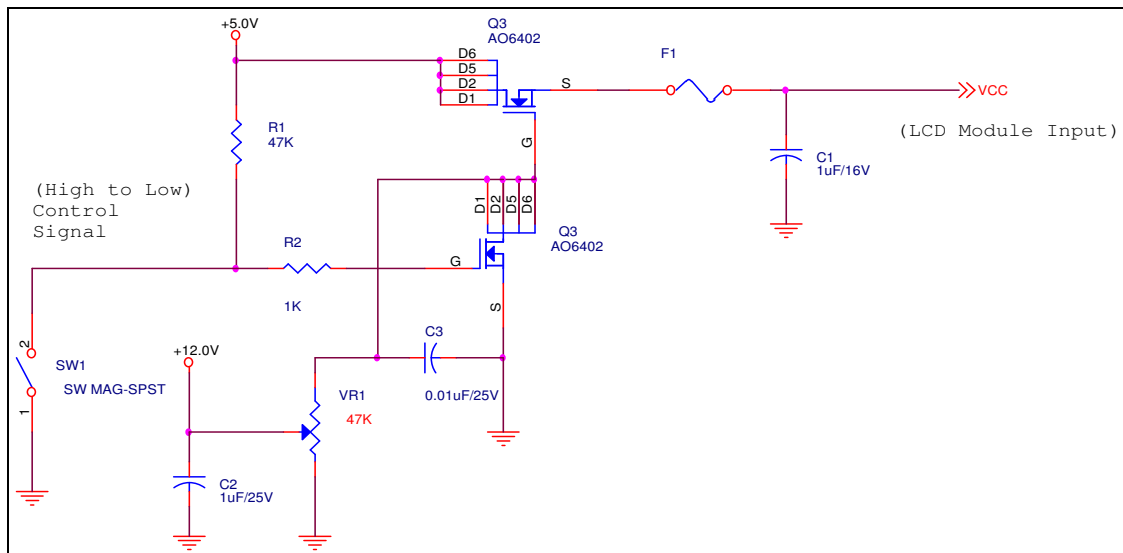 +5.0V
Q3
AO6402
D6
D5
D2
D1
S
G
F1
VCC
(LCD Module Input)
R1
47K
C1
1uF/16V
(High to Low)
Control
Signal
D1
D2
D5
D6
Q3
AO6402
R2
1K
G
S
2
1
SW1
SW MAG-SPST
+12.0V
C3
0.01uF/25V
VR1
47K
C2
1uF/25V